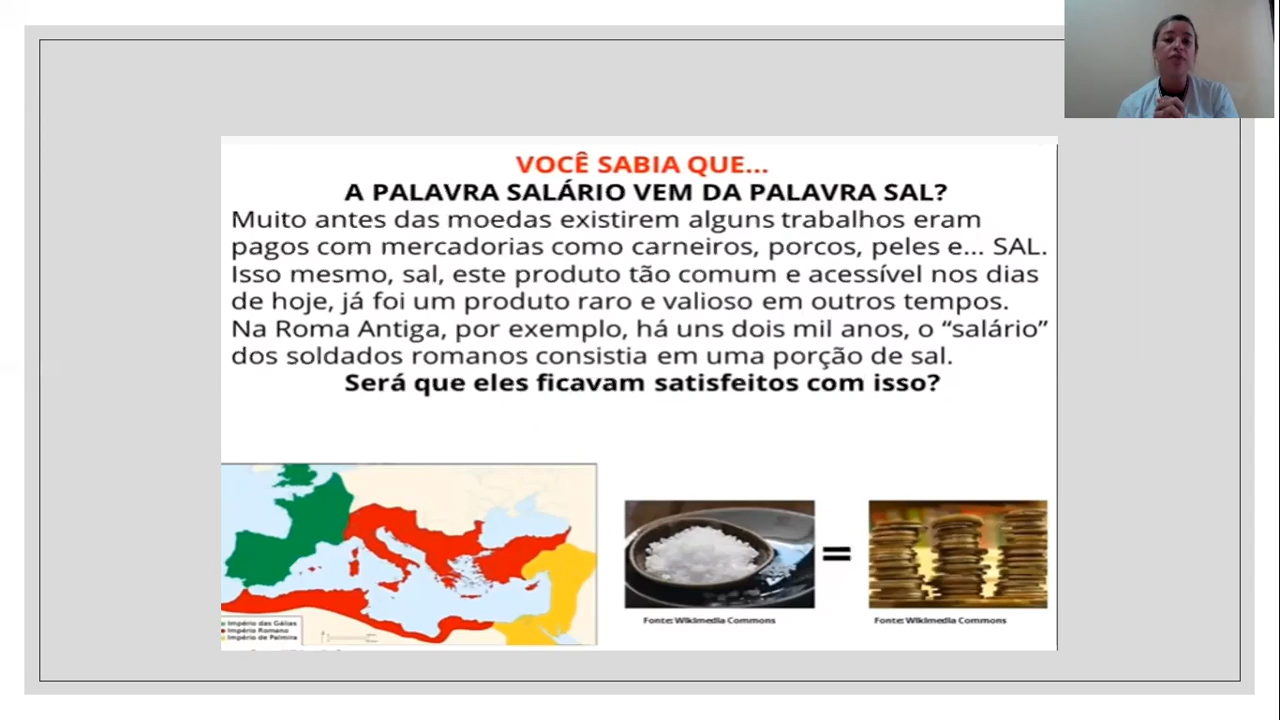 VOCÊ SABIA QUE...
A PALAVRA SALÁRIO VEM DA PALAVRA SAL?
Muito antes das moedas existirem alguns trabalhos eram
pagos com mercadorias como carneiros, porcos, peles e... SAL.
Isso mesmo, sal, este produto tão comum e acessível nos dias
de hoje, já foi um produto raro e valioso em outros tempos.
Na Roma Antiga, por exemplo, há uns dois mil anos, o “salário”
dos soldados romanos consistia em uma porção de sal.
Será que eles ficavam satisfeitos com isso?
Império das Gálias
Império Romano
Império de Palmira
=
Fonte: Wikimedia Commons
Fonte: Wikimedia Commons